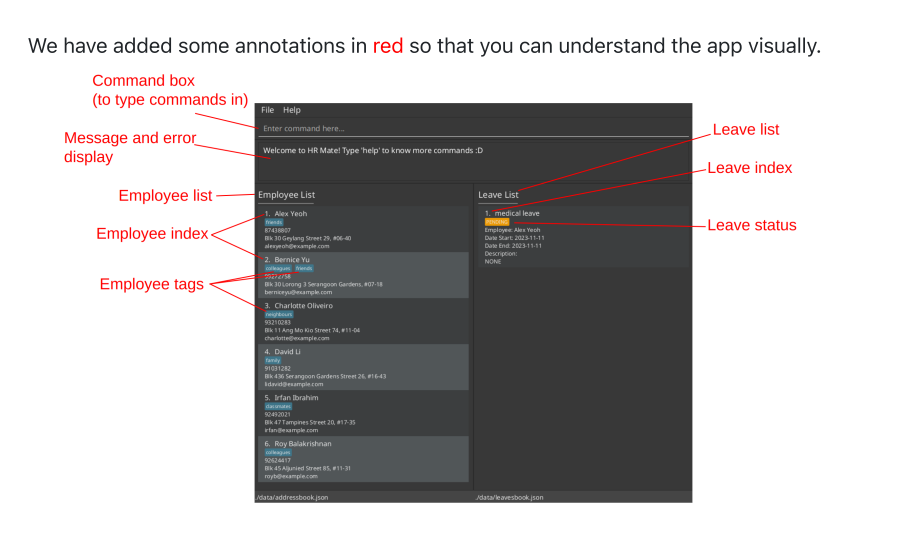 We have added some annotations in red so that you can understand the app visually.
Command box
(to type commands in)
Message and error
display
Employee list
Employee index
Employee tags
File Help
Enter command here...
Welcome to HR Mate! Type 'help' to know more commands :D
Employee List
1. Alex Yeoh
friends
87438807
Blk 30 Geylang Street 29, #06-40
alexyeoh@example.com
2. Bernice Yu
colleagues friends
99272758
Blk 30 Lorong 3 Serangoon Gardens, #07-18
berniceyu@example.com
3. Charlotte Oliveiro
neighbours
93210283
Blk 11 Ang Mo Kio Street 74, #11-04
charlotte@example.com
4. David Li
family
91031282
Blk 436 Serangoon Gardens Street 26, #16-43
lidavid@example.com
5. Irfan Ibrahim
classmates
92492021
Blk 47 Tampines Street 20, #17-35
irfan@example.com
6. Roy Balakrishnan
colleagues
92624417
Blk 45 Aljunied Street 85, #11-31
royb@example.com
./data/addressbook.json
Leave List
1. medical leave
PENDING
Employee: Alex Yeoh
Date Start: 2023-11-11
Date End: 2023-11-11
Description:
NONE
./data/leavesbook.json
Leave list
Leave index
Leave status